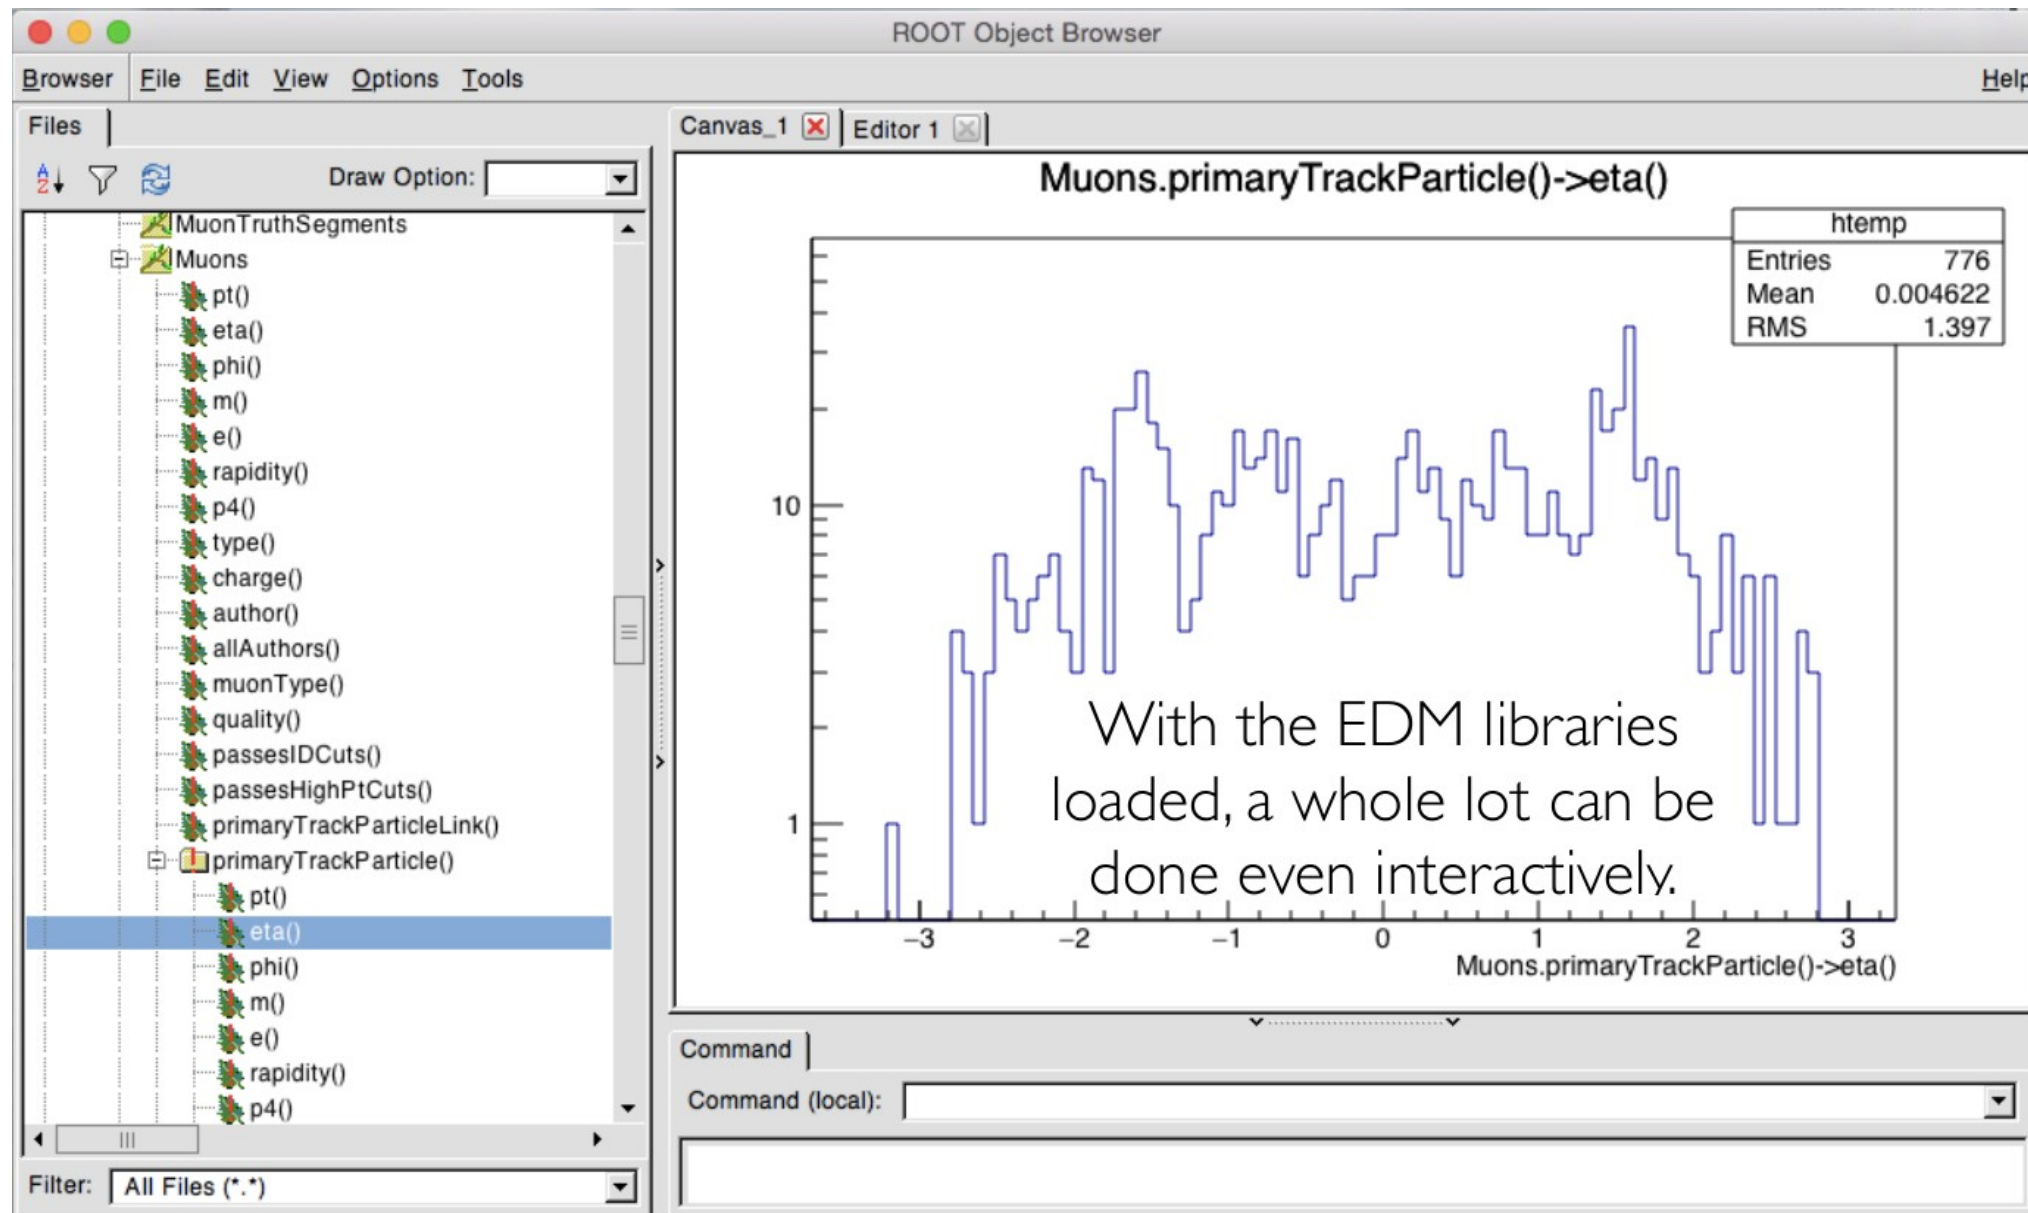 ROOT Object Browser
Browser File Edit View Options Tools Help
Files
Draw Option:
MuonTruthSegments
Muons
pt()
eta()
phi()
m()
e()
rapidity()
p4()
type()
charge()
author()
allAuthors()
muonType()
quality()
passesIDCuts()
passesHighPtCuts()
primaryTrackParticleLink()
primaryTrackParticle()
pt()
eta()
phi()
m()
e()
rapidity()
p4()
Filter: All Files (*.*)
Canvas_1 Editor 1
Muons.primaryTrackParticle()->eta()
htemp
Entries 776
Mean 0.004622
RMS 1.397
10
1
With the EDM libraries
loaded, a whole lot can be
done even interactively.
−3 −2 −1 0 1 2 3
Muons.primaryTrackParticle()->eta()
Command
Command (local):